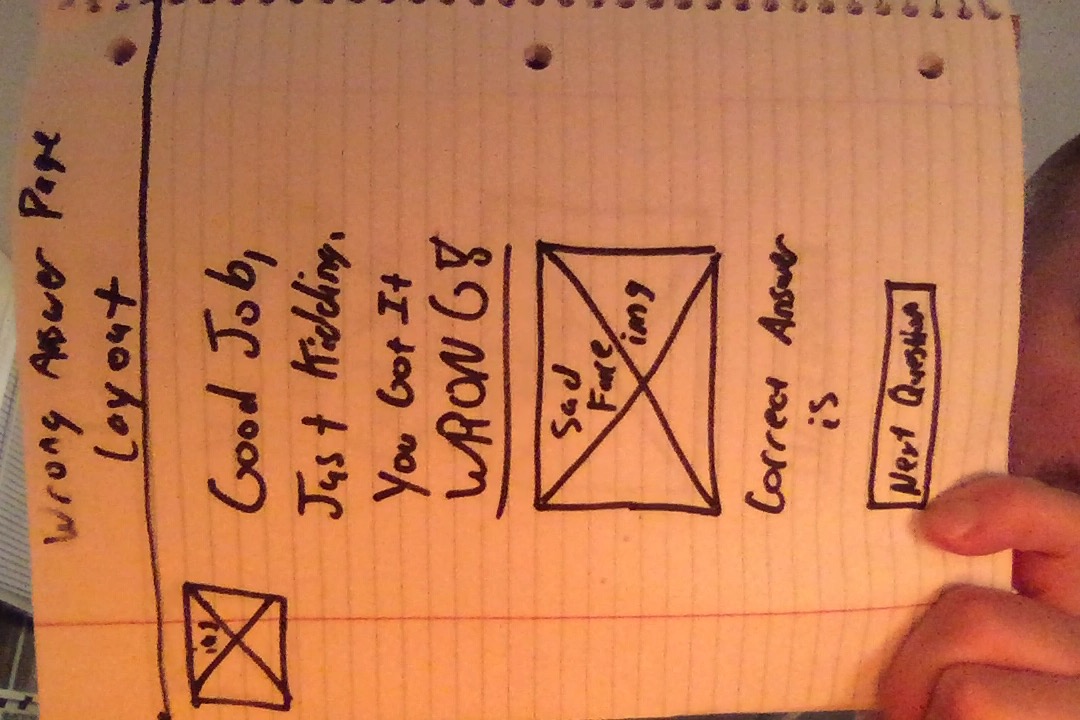 Wrong Answer Page
Layout
img
Good Job,
Just Kidding,
You Got It
WRONG
Sad
Face
img
Correct Answer
is
Next Question